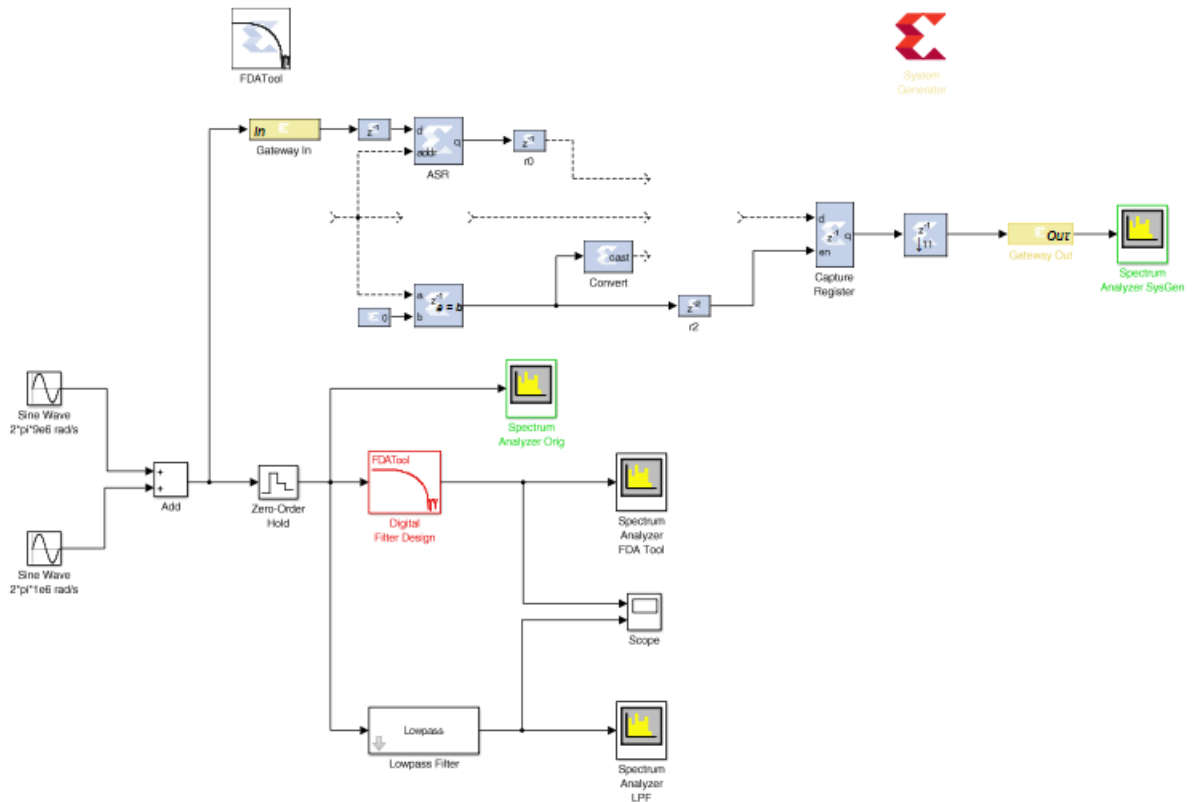 FDATool
System
Generator
In
Gateway In
z-1
d
addr
q
ASR
z-1
r0
d
en
z-1
q
Capture
Register
z-1
↓11
Out
Gateway Out
Spectrum
Analyzer SysGen
cast
Convert
a
b
z-1
a = b
0
r2
Spectrum
Analyzer Orig
Sine Wave
2*pi*9e6 rad/s
+
+
Add
Zero-Order
Hold
FDATool
Digital
Filter Design
Spectrum
Analyzer
FDA Tool
Sine Wave
2*pi*1e6 rad/s
Scope
Lowpass
Lowpass Filter
Spectrum
Analyzer
LPF